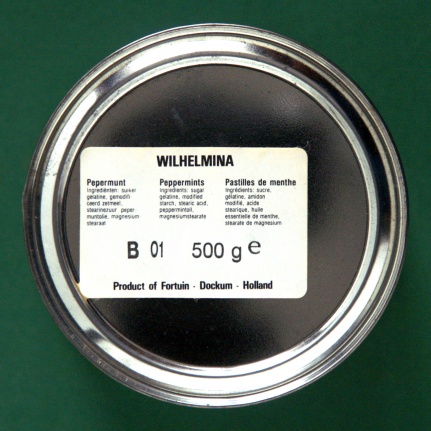 WILHELMINA
Pepermunt
Ingrediënten: suiker
gelatine, gemodifi
ceerd zetmeel,
stearinezuur peper
muntolie, magnesium
stearaat
Peppermints
Ingredients: sugar
gelatine, modified
starch, stearic acid,
peppermintoil,
magnesiumstearate
Pastilles de menthe
Ingrédients: sucre,
gélatine, amidon
modifié, acide
stearique, huile
essentielle de menthe,
stearate de magnesium
B 01 500 g e
Product of Fortuin - Dockum - Holland